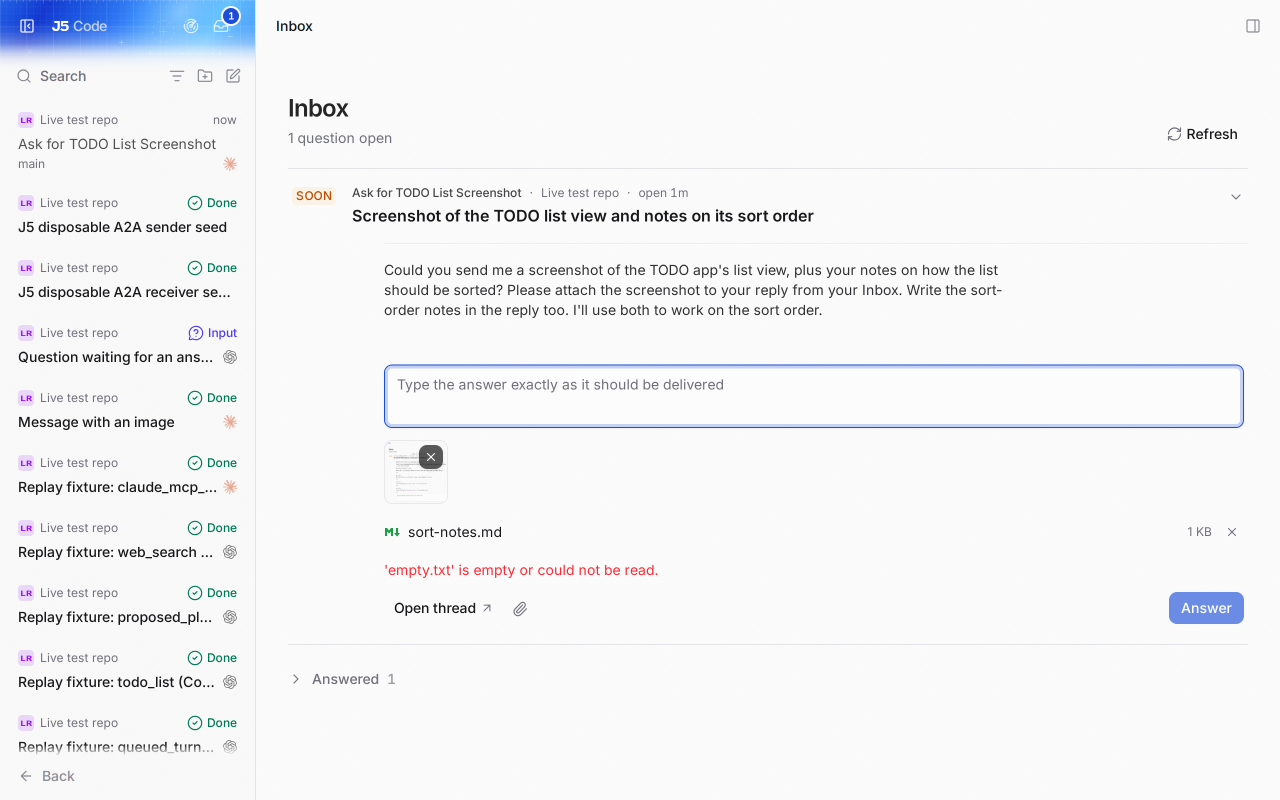 J5 Code
1
Search
LR Live test repo now
Ask for TODO List Screenshot
main
LR Live test repo Done
J5 disposable A2A sender seed
LR Live test repo Done
J5 disposable A2A receiver se...
LR Live test repo Input
Question waiting for an ans...
LR Live test repo Done
Message with an image
LR Live test repo Done
Replay fixture: claude_mcp_...
LR Live test repo Done
Replay fixture: web_search ...
LR Live test repo Done
Replay fixture: proposed_pl...
LR Live test repo Done
Replay fixture: todo_list (Co...
LR Live test repo Done
Replay fixture: queued_turn...
Back
Inbox
Inbox
1 question open
Refresh
SOON Ask for TODO List Screenshot · Live test repo · open 1m
Screenshot of the TODO list view and notes on its sort order
Could you send me a screenshot of the TODO app's list view, plus your notes on how the list
should be sorted? Please attach the screenshot to your reply from your Inbox. Write the sort-
order notes in the reply too. I'll use both to work on the sort order.
Type the answer exactly as it should be delivered
M↓ sort-notes.md 1 KB
'empty.txt' is empty or could not be read.
Open thread Answer
Answered 1